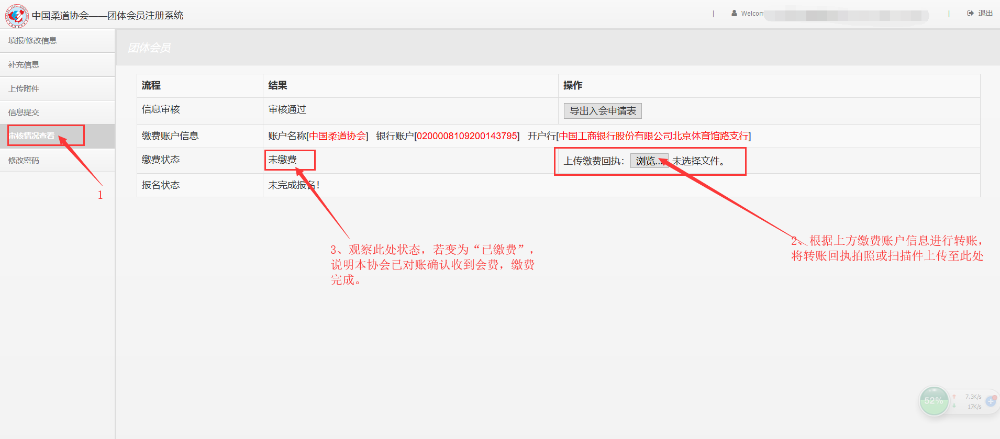 中国柔道协会——团体会员注册系统
Welcom
退出
填报/修改信息
补充信息
上传附件
信息提交
审核情况查看
修改密码
1
团体会员
流程 结果 操作
信息审核 审核通过 导出入会申请表
缴费账户信息 账户名称[中国柔道协会] 银行账户[0200008109200143795] 开户行[中国工商银行股份有限公司北京体育馆路支行]
缴费状态 未缴费 上传缴费回执： 浏览... 未选择文件。
报名状态 未完成报名！
2、根据上方缴费账户信息进行转账，
将转账回执拍照或扫描件上传至此处
3、观察此处状态，若变为“已缴费”，
说明本协会已对账确认收到会费，缴费
完成。
52%
7.3K/s
17K/s